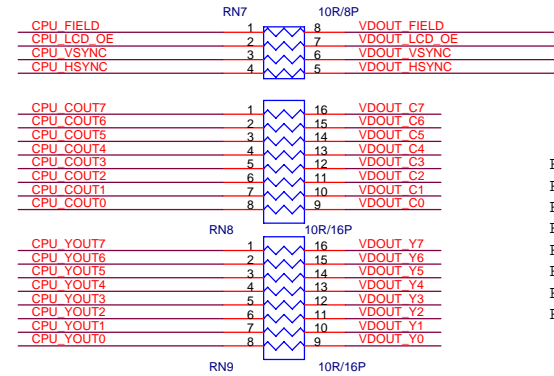 RN7 10R/8P
CPU_FIELD 1 8 VDOUT_FIELD
CPU_LCD_OE 2 7 VDOUT_LCD_OE
CPU_VSYNC 3 6 VDOUT_VSYNC
CPU_HSYNC 4 5 VDOUT_HSYNC
CPU_COUT7 1 16 VDOUT_C7
CPU_COUT6 2 15 VDOUT_C6
CPU_COUT5 3 14 VDOUT_C5
CPU_COUT4 4 13 VDOUT_C4
CPU_COUT3 5 12 VDOUT_C3
CPU_COUT2 6 11 VDOUT_C2
CPU_COUT1 7 10 VDOUT_C1
CPU_COUT0 8 9 VDOUT_C0
RN8 10R/16P
CPU_YOUT7 1 16 VDOUT_Y7
CPU_YOUT6 2 15 VDOUT_Y6
CPU_YOUT5 3 14 VDOUT_Y5
CPU_YOUT4 4 13 VDOUT_Y4
CPU_YOUT3 5 12 VDOUT_Y3
CPU_YOUT2 6 11 VDOUT_Y2
CPU_YOUT1 7 10 VDOUT_Y1
CPU_YOUT0 8 9 VDOUT_Y0
RN9 10R/16P